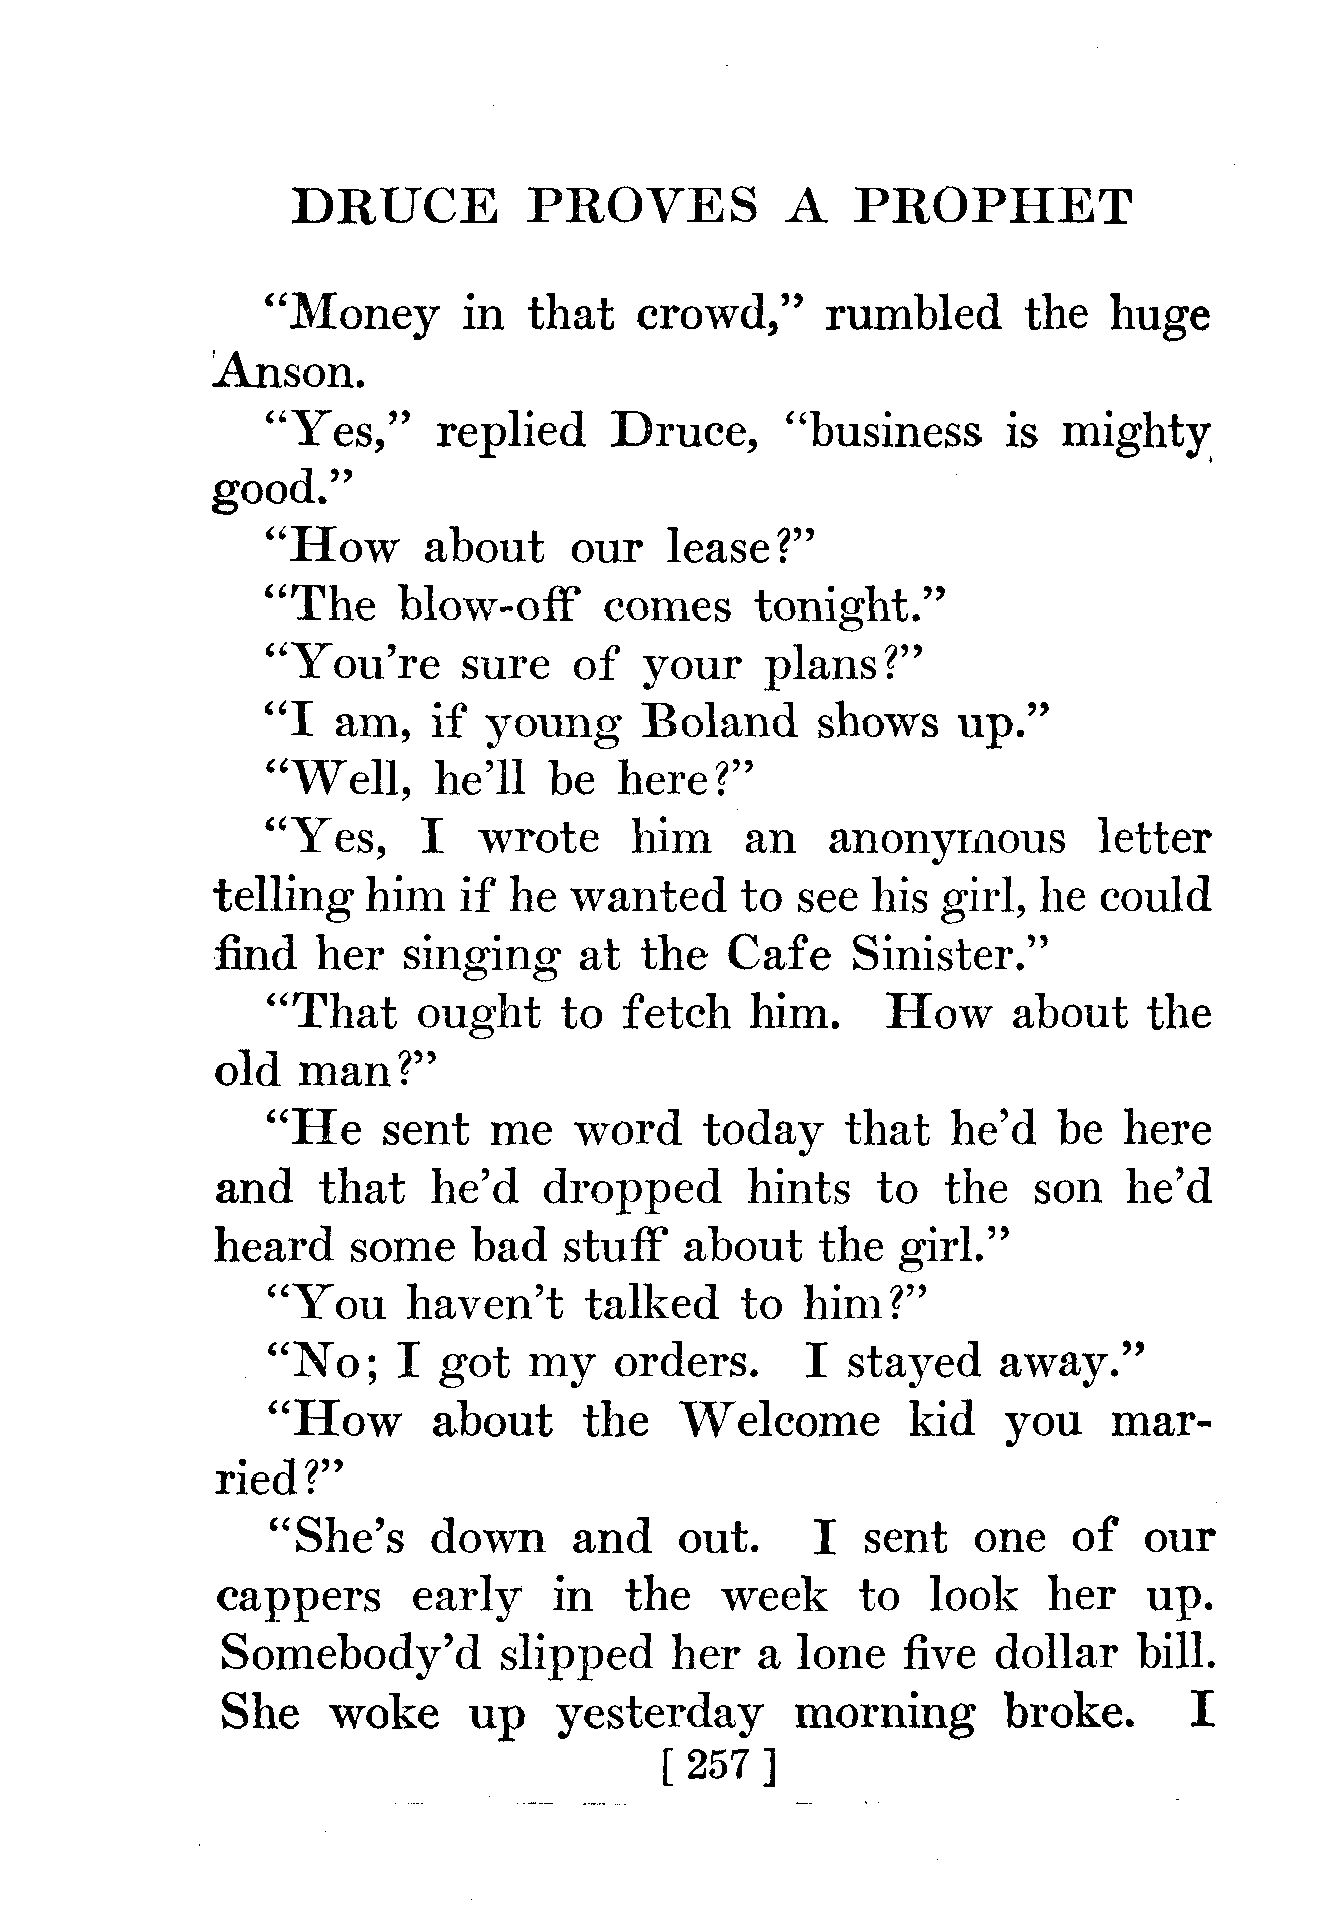 DRUCE PROVES A PROPHET
“Money in that crowd,” rumbled the huge
Anson.
“Yes,” replied Druce, “business is mighty
good.”
“How about our lease?”
“The blow-off comes tonight.”
“You’re sure of your plans?”
“I am, if young Boland shows up.”
“Well, he’ll be here?”
“Yes, I wrote him an anonymous letter
telling him if he wanted to see his girl, he could
find her singing at the Cafe Sinister.”
“That ought to fetch him. How about the
old man?”
“He sent me word today that he’d be here
and that he’d dropped hints to the son he’d
heard some bad stuff about the girl.”
“You haven’t talked to him?”
“No; I got my orders. I stayed away.”
“How about the Welcome kid you mar-
ried?”
“She’s down and out. I sent one of our
cappers early in the week to look her up.
Somebody’d slipped her a lone five dollar bill.
She woke up yesterday morning broke. I
[ 257 ]